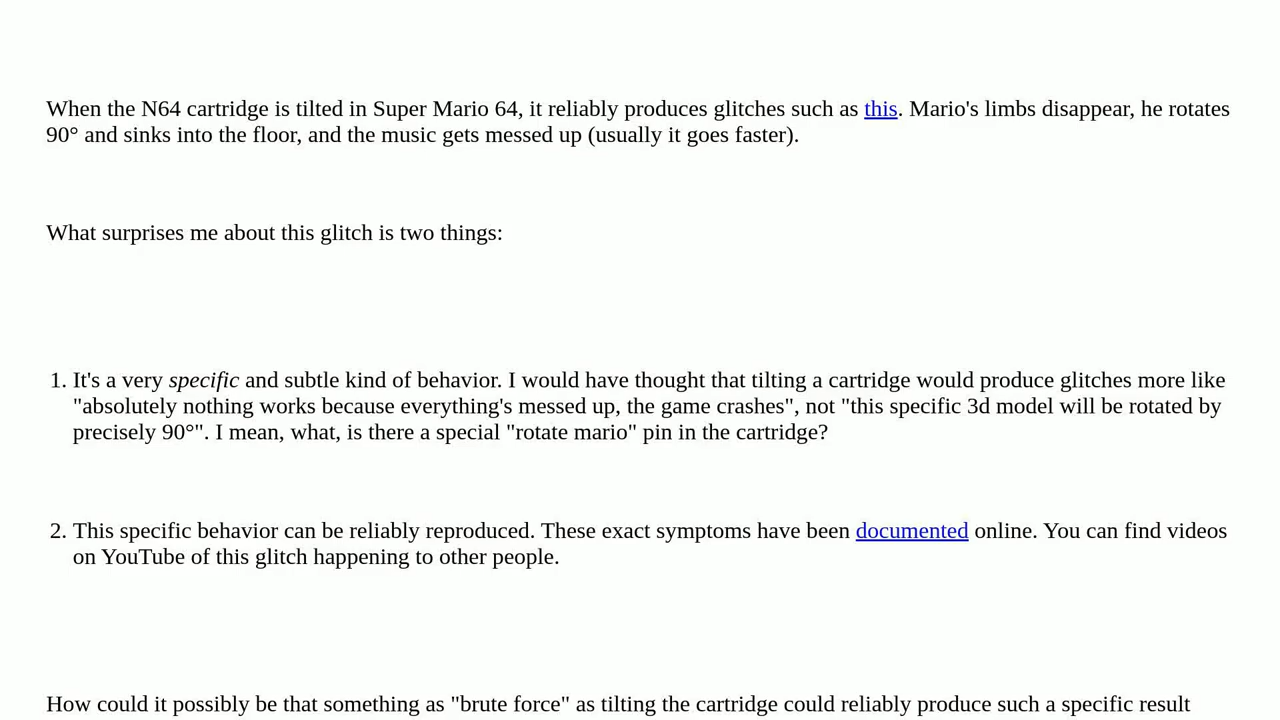 When the N64 cartridge is tilted in Super Mario 64, it reliably produces glitches such as this. Mario's limbs disappear, he rotates
90° and sinks into the floor, and the music gets messed up (usually it goes faster).
What surprises me about this glitch is two things:
1. It's a very specific and subtle kind of behavior. I would have thought that tilting a cartridge would produce glitches more like
"absolutely nothing works because everything's messed up, the game crashes", not "this specific 3d model will be rotated by
precisely 90°". I mean, what, is there a special "rotate mario" pin in the cartridge?
2. This specific behavior can be reliably reproduced. These exact symptoms have been documented online. You can find videos
on YouTube of this glitch happening to other people.
How could it possibly be that something as "brute force" as tilting the cartridge could reliably produce such a specific result